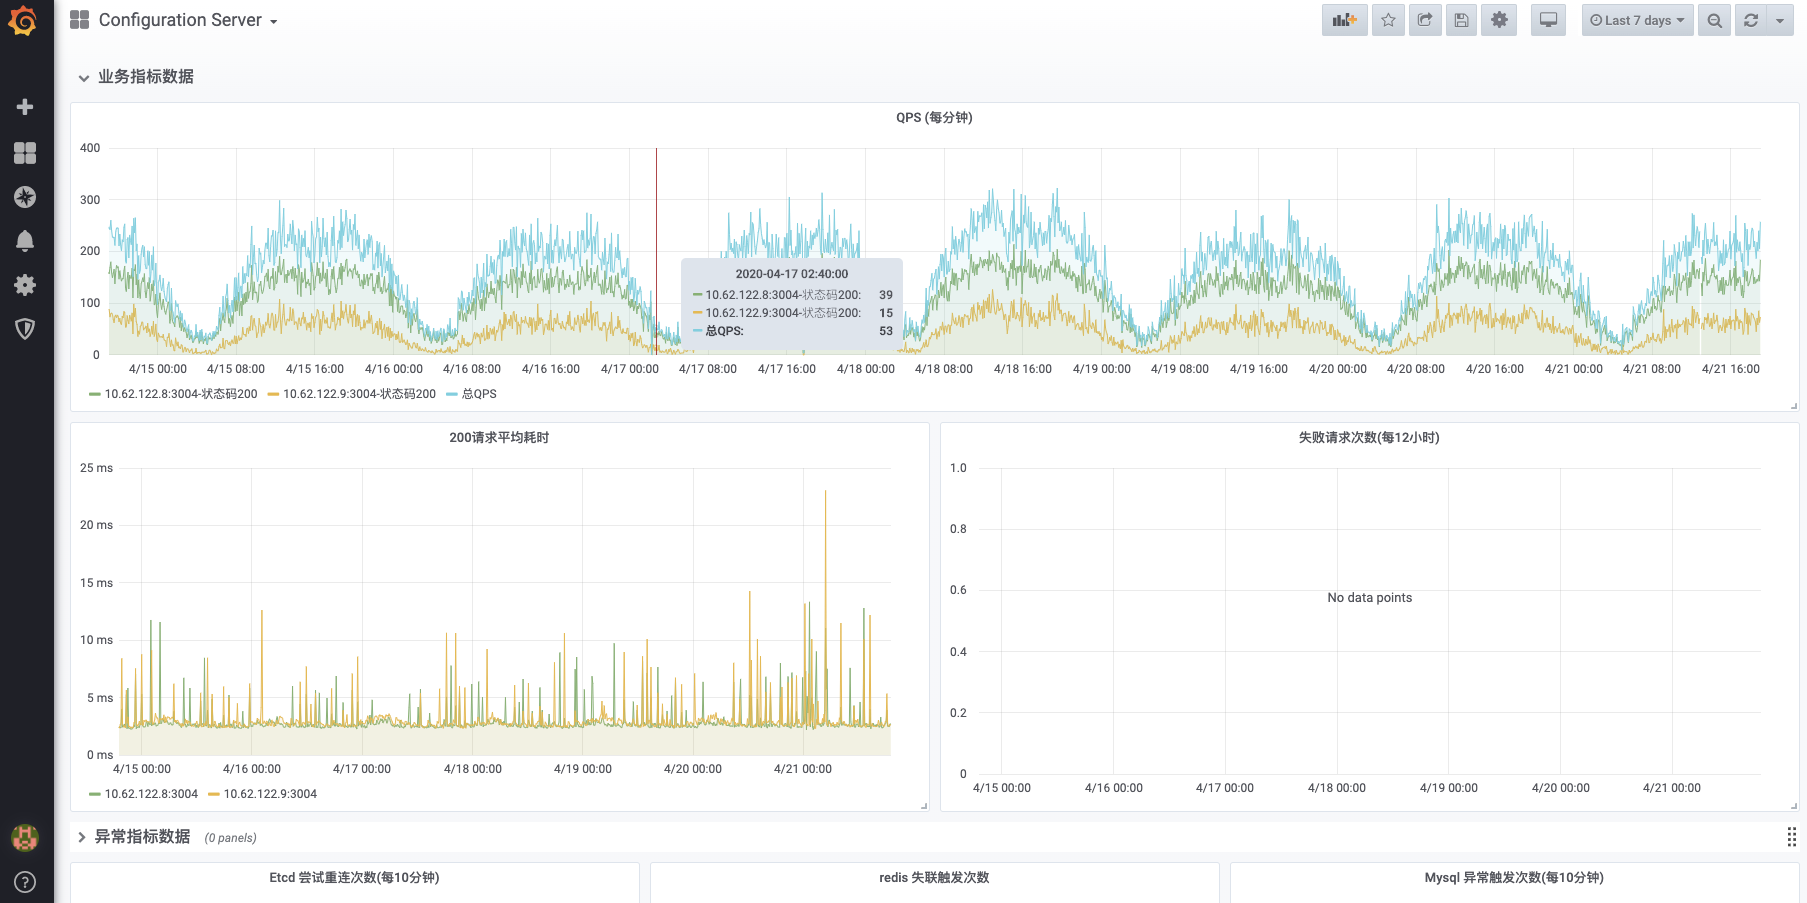 Configuration Server
Last 7 days
业务指标数据
QPS (每分钟)
400
300
200
100
0
2020-04-17 02:40:00
10.62.122.8:3004-状态码200: 39
10.62.122.9:3004-状态码200: 15
总QPS: 53
4/15 00:00 4/15 08:00 4/15 16:00 4/16 00:00 4/16 08:00 4/16 16:00 4/17 00:00 4/17 08:00 4/17 16:00 4/18 00:00 4/18 08:00 4/18 16:00 4/19 00:00 4/19 08:00 4/19 16:00 4/20 00:00 4/20 08:00 4/20 16:00 4/21 00:00 4/21 08:00 4/21 16:00
10.62.122.8:3004-状态码200 10.62.122.9:3004-状态码200 总QPS
200请求平均耗时
25 ms
20 ms
15 ms
10 ms
5 ms
0 ms
4/15 00:00 4/16 00:00 4/17 00:00 4/18 00:00 4/19 00:00 4/20 00:00 4/21 00:00
10.62.122.8:3004 10.62.122.9:3004
失败请求次数(每12小时)
1.0
0.8
0.6
0.4
0.2
0
No data points
4/15 00:00 4/16 00:00 4/17 00:00 4/18 00:00 4/19 00:00 4/20 00:00 4/21 00:00
异常指标数据 (0 panels)
Etcd 尝试重连次数(每10分钟)
redis 失联触发次数
Mysql 异常触发次数(每10分钟)